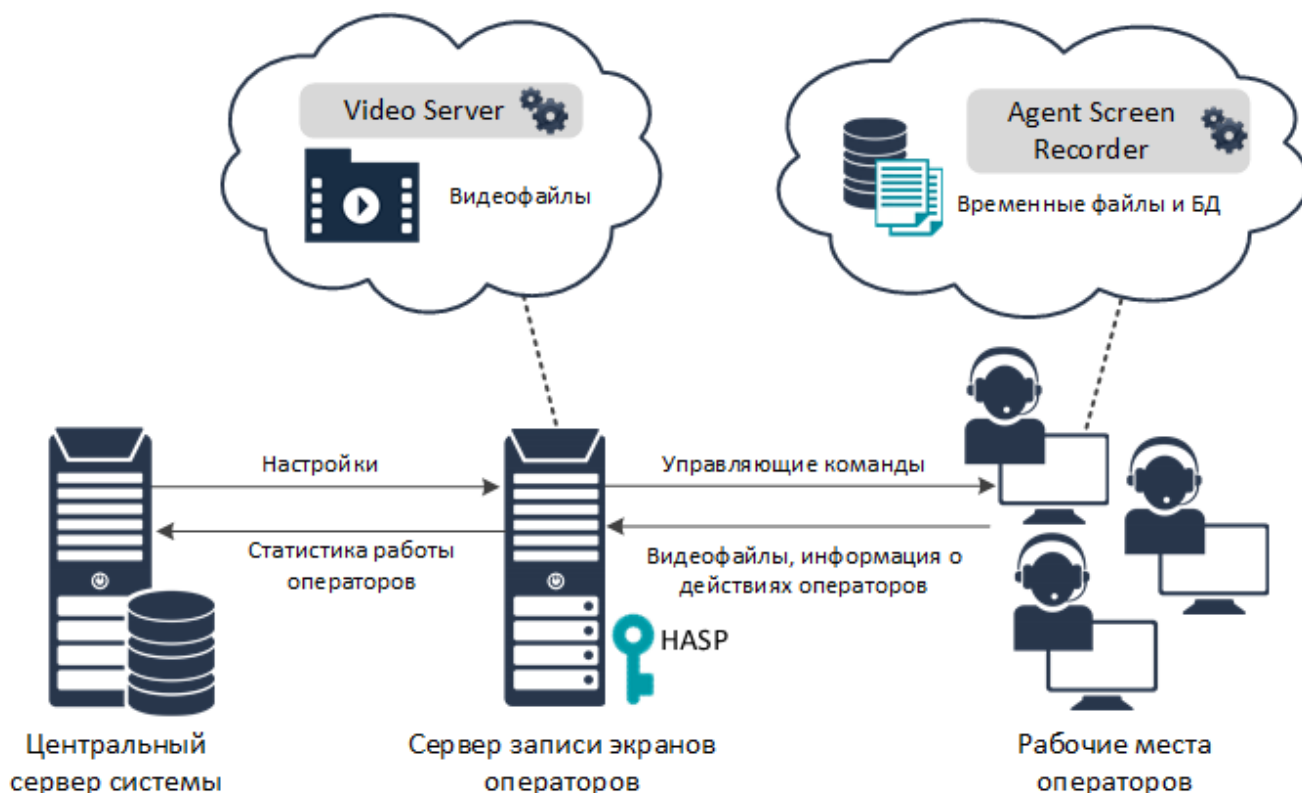 Video Server
Видеофайлы
Agent Screen
Recorder
Временные файлы и БД
Настройки
Статистика работы
операторов
Управляющие команды
Видеофайлы, информация о
действиях операторов
HASP
Центральный
сервер системы
Сервер записи экранов
операторов
Рабочие места
операторов